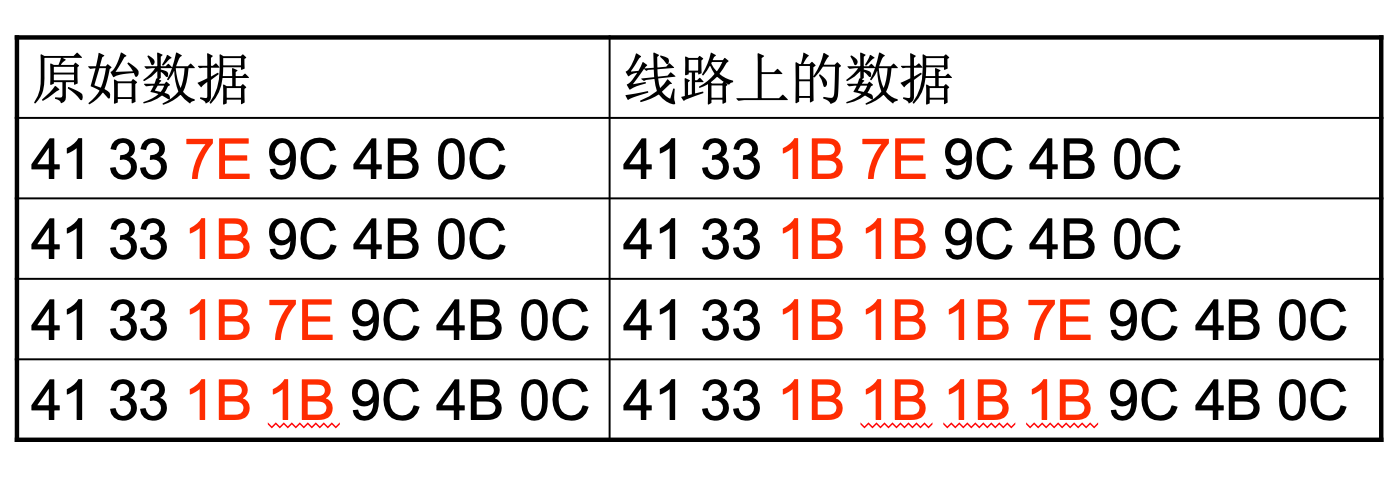 原始数据 线路上的数据
41 33 7E 9C 4B 0C 41 33 1B 7E 9C 4B 0C
41 33 1B 9C 4B 0C 41 33 1B 1B 9C 4B 0C
41 33 1B 7E 9C 4B 0C 41 33 1B 1B 1B 7E 9C 4B 0C
41 33 1B 1B 9C 4B 0C 41 33 1B 1B 1B 1B 9C 4B 0C